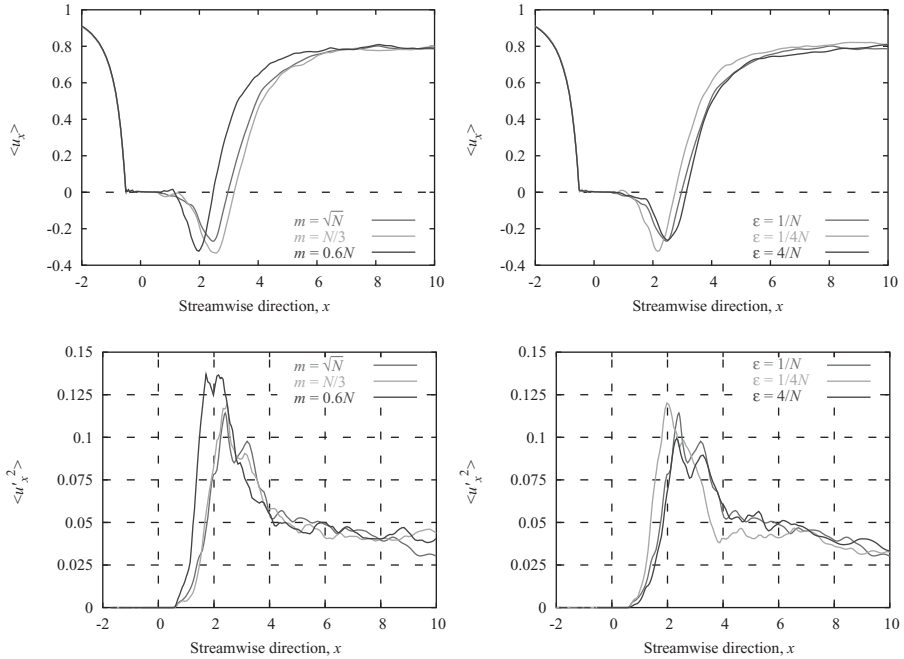 1
0.8
0.6
0.4
0.2
0
-0.2
-0.4
<u_x>
m = √N
m = N/3
m = 0.6N
-2 0 2 4 6 8 10
Streamwise direction, x
1
0.8
0.6
0.4
0.2
0
-0.2
-0.4
<u_x>
ε = 1/N
ε = 1/4N
ε = 4/N
-2 0 2 4 6 8 10
Streamwise direction, x
0.15
0.125
0.1
0.075
0.05
0.025
0
<u'_x^2>
m = √N
m = N/3
m = 0.6N
-2 0 2 4 6 8 10
Streamwise direction, x
0.15
0.125
0.1
0.075
0.05
0.025
0
<u'_x^2>
ε = 1/N
ε = 1/4N
ε = 4/N
-2 0 2 4 6 8 10
Streamwise direction, x